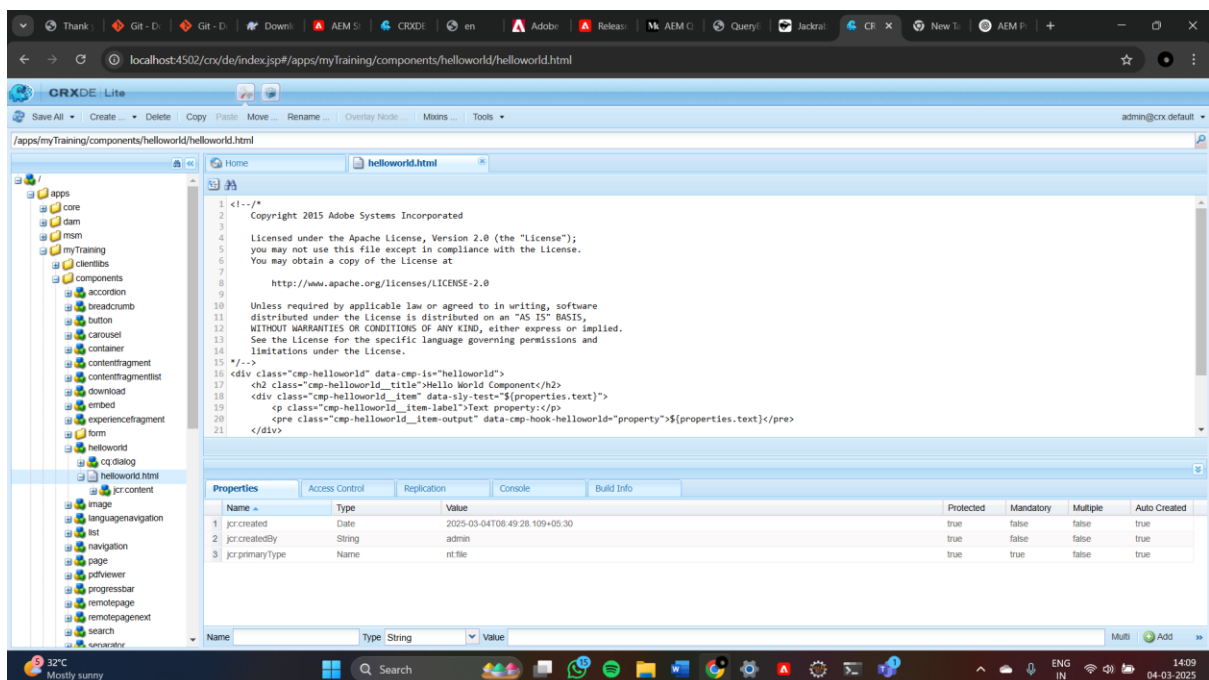 Thank y
Git - Do
Git - Do
Downl
AEM St
CRXDE
en
Adobe
Release
AEM Q
QueryB
Jackrab
CR
New Ta
AEM Pr
localhost:4502/crx/de/index.jsp#/apps/myTraining/components/helloworld/helloworld.html
CRXDE Lite
Save All Create ... Delete Copy Paste Move ... Rename ... Overlay Node ... Mixins ... Tools admin@crx.default
/apps/myTraining/components/helloworld/helloworld.html
/
apps
core
dam
msm
myTraining
clientlibs
components
accordion
breadcrumb
button
carousel
container
contentfragment
contentfragmentlist
download
embed
experiencefragment
form
helloworld
cq:dialog
helloworld.html
jcr:content
image
languagenavigation
list
navigation
page
pdfviewer
progressbar
remotepage
remotepagenext
search
separator
Home helloworld.html
1 <!--/*
2 Copyright 2015 Adobe Systems Incorporated
3
4 Licensed under the Apache License, Version 2.0 (the "License");
5 you may not use this file except in compliance with the License.
6 You may obtain a copy of the License at
7
8 http://www.apache.org/licenses/LICENSE-2.0
9
10 Unless required by applicable law or agreed to in writing, software
11 distributed under the License is distributed on an "AS IS" BASIS,
12 WITHOUT WARRANTIES OR CONDITIONS OF ANY KIND, either express or implied.
13 See the License for the specific language governing permissions and
14 limitations under the License.
15 */-->
16 <div class="cmp-helloworld" data-cmp-is="helloworld">
17 <h2 class="cmp-helloworld__title">Hello World Component</h2>
18 <div class="cmp-helloworld__item" data-sly-test="${properties.text}">
19 <p class="cmp-helloworld__item-label">Text property:</p>
20 <pre class="cmp-helloworld__item-output" data-cmp-hook-helloworld="property">${properties.text}</pre>
21 </div>
Properties Access Control Replication Console Build Info
Name Type Value Protected Mandatory Multiple Auto Created
1 jcr:created Date 2025-03-04T08:49:28.109+05:30 true false false true
2 jcr:createdBy String admin true false false true
3 jcr:primaryType Name nt:file true true false true
Name Type String Value Multi Add
5 32°C
Mostly sunny
Search
15
ENG
IN
14:09
04-03-2025